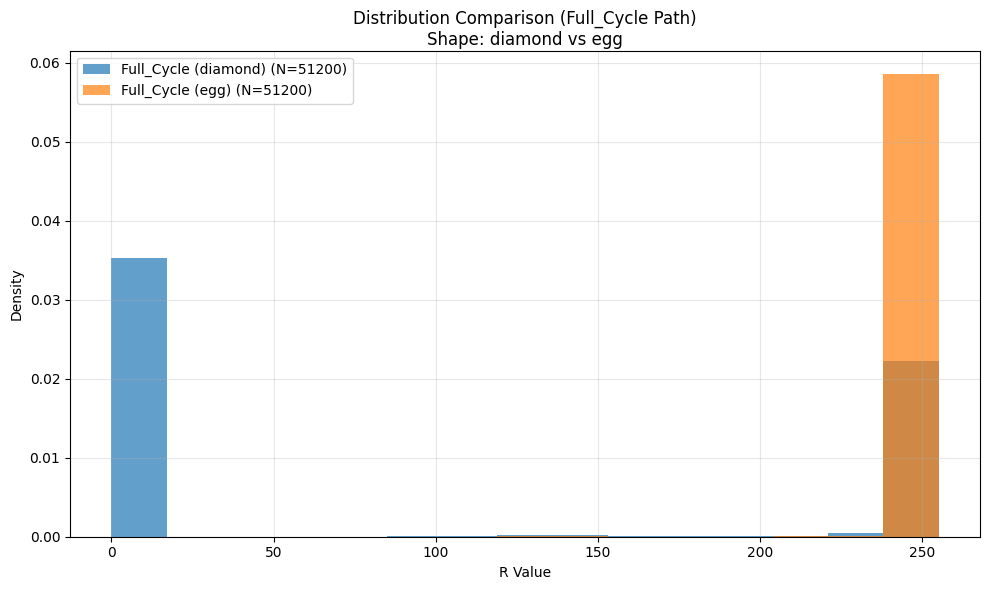 Distribution Comparison (Full_Cycle Path)
Shape: diamond vs egg
Full_Cycle (diamond) (N=51200)
Full_Cycle (egg) (N=51200)
Density
0.06
0.05
0.04
0.03
0.02
0.01
0.00
0
50
100
150
200
250
R Value